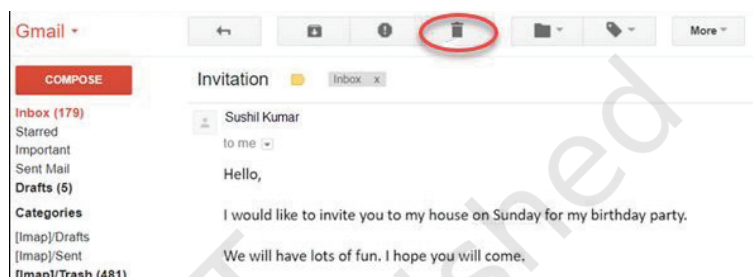 Gmail
More
COMPOSE
Invitation
Inbox x
Inbox (179)
Starred
Important
Sent Mail
Drafts (5)
Categories
[Imap]/Drafts
[Imap]/Sent
[Imap]/Trash (481)
Sushil Kumar
to me
Hello,
I would like to invite you to my house on Sunday for my birthday party.
We will have lots of fun. I hope you will come.